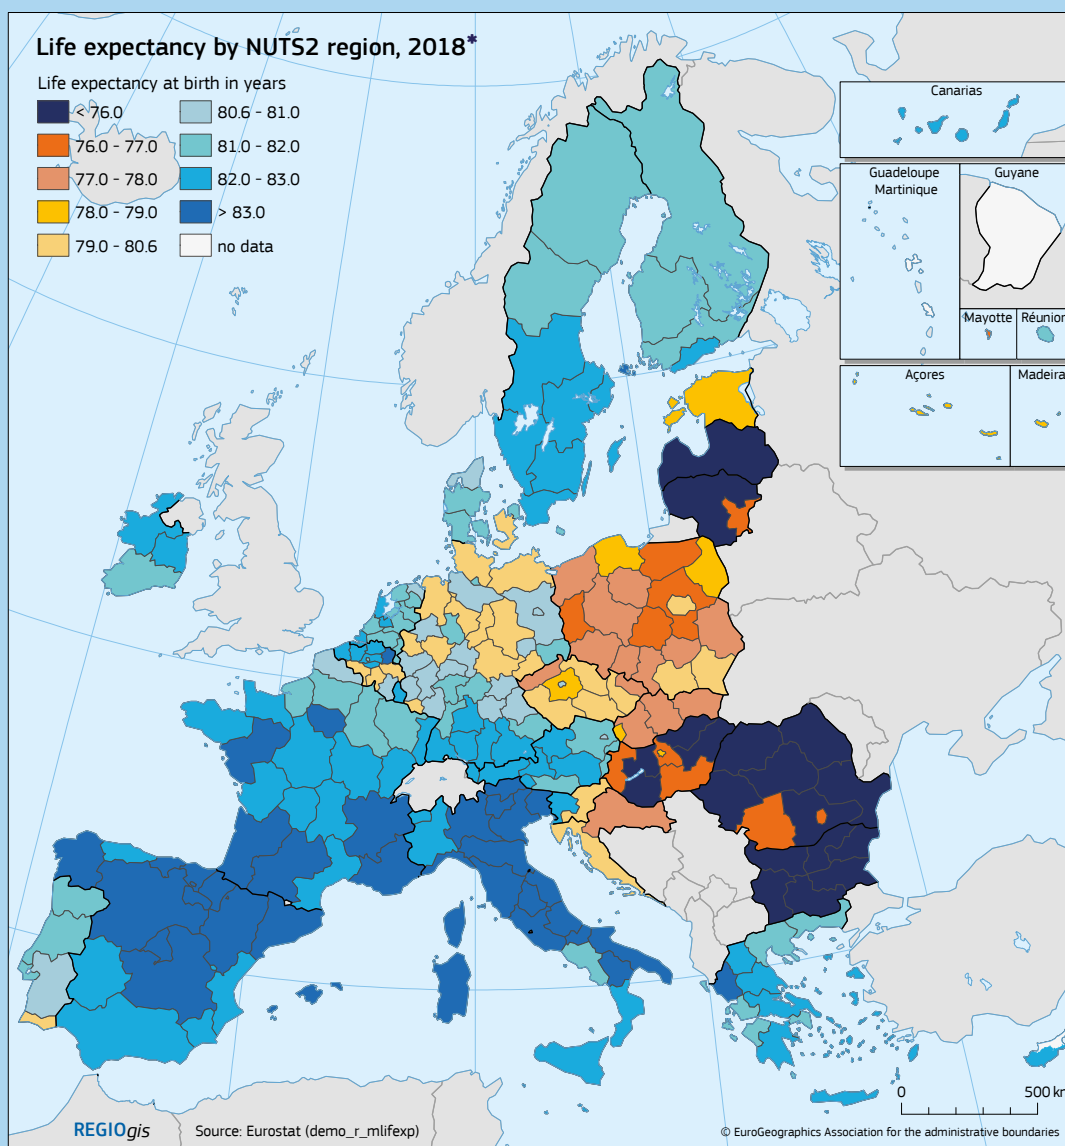 Life expectancy by NUTS2 region, 2018*
Life expectancy at birth in years
< 76.0
76.0 - 77.0
77.0 - 78.0
78.0 - 79.0
79.0 - 80.6
80.6 - 81.0
81.0 - 82.0
82.0 - 83.0
> 83.0
no data
Canarias
Guadeloupe
Martinique
Guyane
Mayotte
Réunion
Açores
Madeira
0
500 km
REGIOgis
Source: Eurostat (demo_r_mlifexp)
© EuroGeographics Association for the administrative boundaries